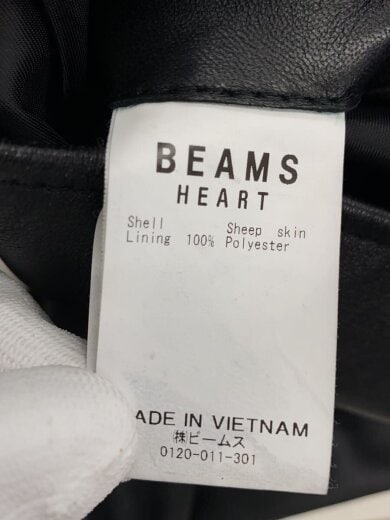 BEAMS
HEART
Shell Sheep skin
Lining 100% Polyester
ADE IN VIETNAM
㈱ビームス
0120-011-301